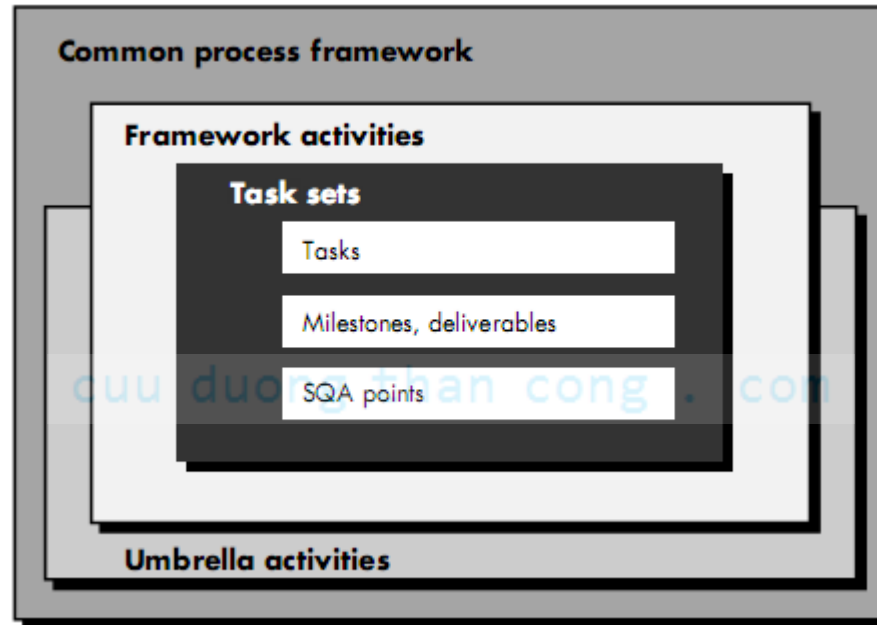 Common process framework
Framework activities
Task sets
Tasks
Milestones, deliverables
SQA points
cuu duong than cong . com
Umbrella activities